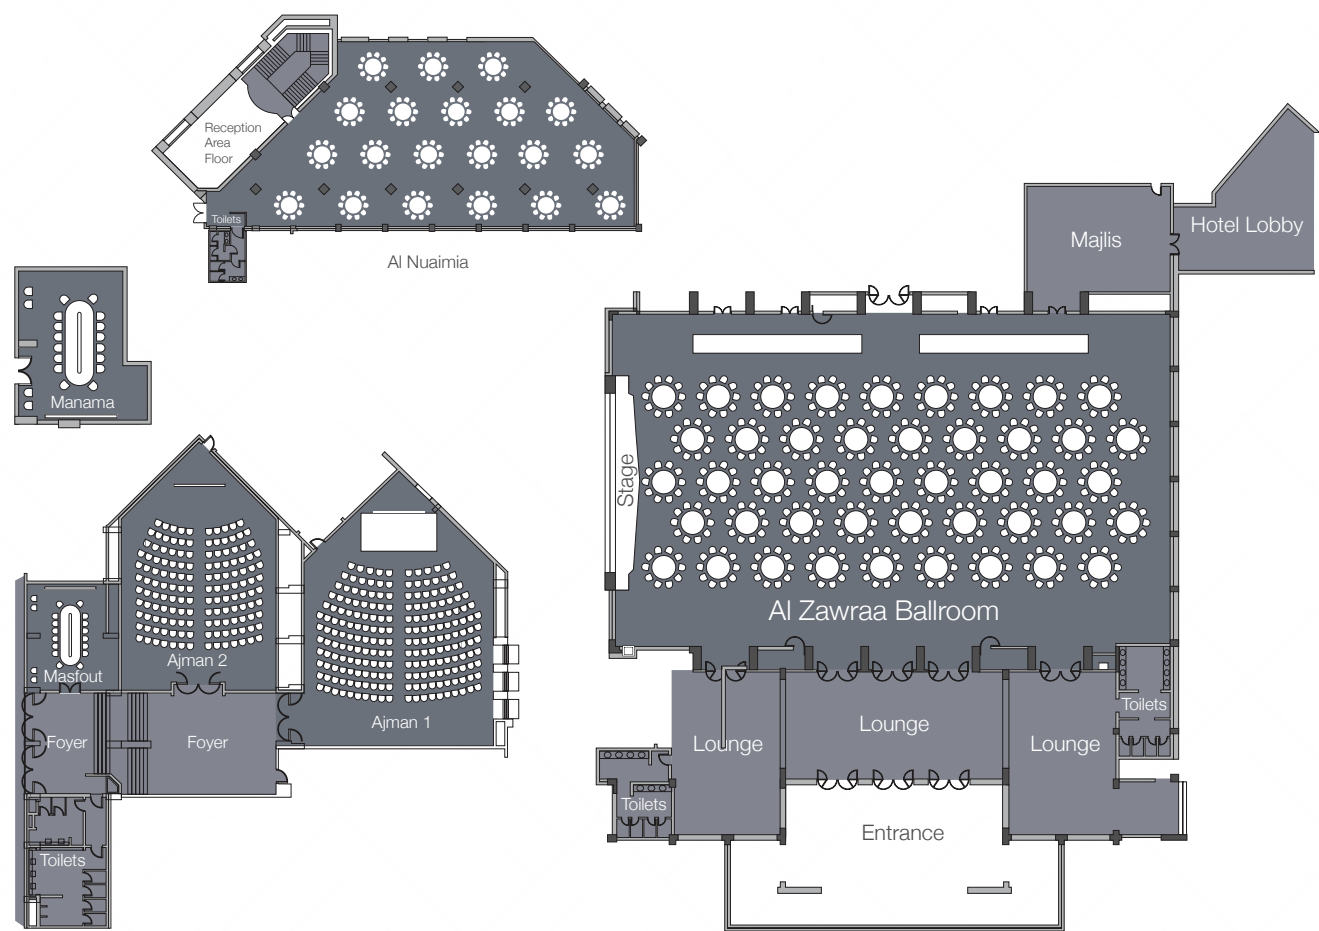 Reception
Area
Floor
Toilets
Al Nuaimia
Majlis
Hotel Lobby
Manama
Stage
Al Zawraa Ballroom
Ajman 2
Masfout
Ajman 1
Foyer
Foyer
Toilets
Lounge
Lounge
Lounge
Toilets
Toilets
Entrance